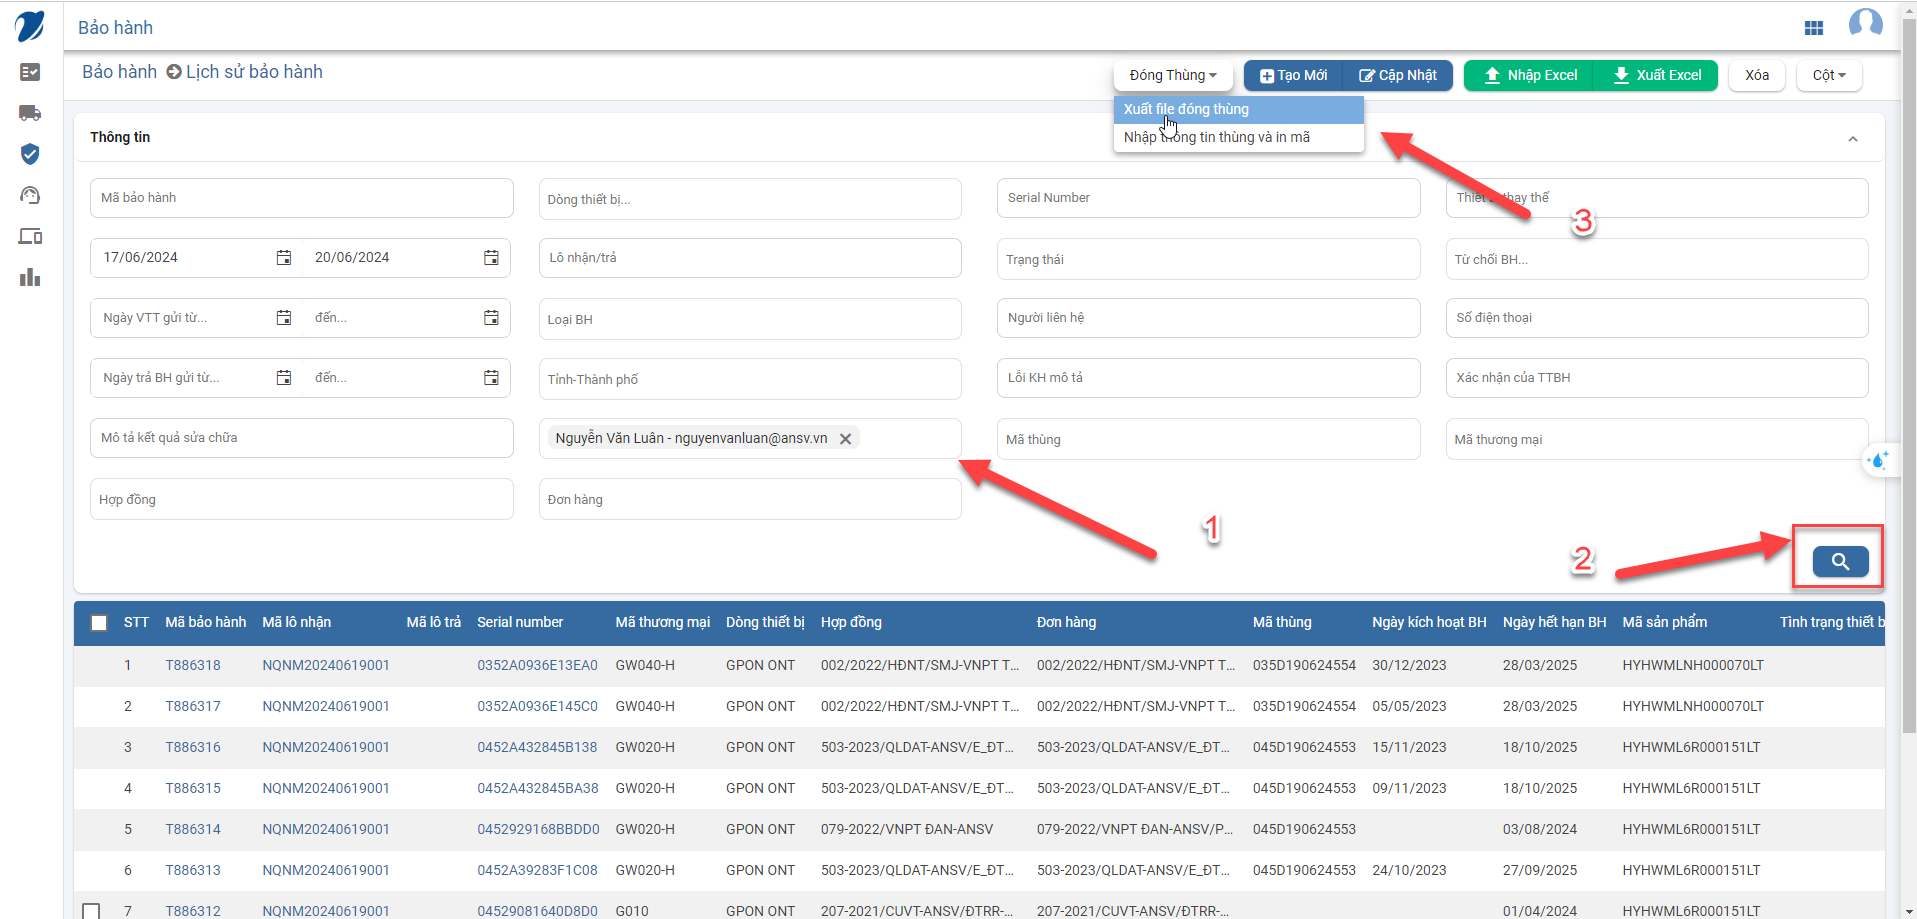 Bảo hành
Bảo hành Lịch sử bảo hành
Đóng Thùng Tạo Mới Cập Nhật Nhập Excel Xuất Excel Xóa Cột
Xuất file đóng thùng
Nhập thông tin thùng và in mã
Thông tin
3
Mã bảo hành Dòng thiết bị... Serial Number Thiết bị thay thế
17/06/2024 20/06/2024 Lô nhận/trả Trạng thái Từ chối BH...
Ngày VTT gửi từ... đến... Loại BH Người liên hệ Số điện thoại
Ngày trả BH gửi từ... đến... Tỉnh-Thành phố Lỗi KH mô tả Xác nhận của TTBH
Mô tả kết quả sửa chữa Nguyễn Văn Luân - nguyenvanluan@ansv.vn Mã thùng Mã thương mại
Hợp đồng Đơn hàng
1
2
STT Mã bảo hành Mã lô nhận Mã lô trả Serial number Mã thương mại Dòng thiết bị Hợp đồng Đơn hàng Mã thùng Ngày kích hoạt BH Ngày hết hạn BH Mã sản phẩm Tình trạng thiết b
1 T886318 NQNM20240619001 0352A0936E13EA0 GW040-H GPON ONT 002/2022/HĐNT/SMJ-VNPT T... 002/2022/HĐNT/SMJ-VNPT T... 035D190624554 30/12/2023 28/03/2025 HYHWMLNH000070LT
2 T886317 NQNM20240619001 0352A0936E145C0 GW040-H GPON ONT 002/2022/HĐNT/SMJ-VNPT T... 002/2022/HĐNT/SMJ-VNPT T... 035D190624554 05/05/2023 28/03/2025 HYHWMLNH000070LT
3 T886316 NQNM20240619001 0452A432845B138 GW020-H GPON ONT 503-2023/QLDAT-ANSV/E_ĐT... 503-2023/QLDAT-ANSV/E_ĐT... 045D190624553 15/11/2023 18/10/2025 HYHWML6R000151LT
4 T886315 NQNM20240619001 0452A432845BA38 GW020-H GPON ONT 503-2023/QLDAT-ANSV/E_ĐT... 503-2023/QLDAT-ANSV/E_ĐT... 045D190624553 09/11/2023 18/10/2025 HYHWML6R000151LT
5 T886314 NQNM20240619001 0452929168BBDD0 GW020-H GPON ONT 079-2022/VNPT ĐAN-ANSV 079-2022/VNPT ĐAN-ANSV/P... 045D190624553 03/08/2024 HYHWML6R000151LT
6 T886313 NQNM20240619001 0452A39283F1C08 GW020-H GPON ONT 503-2023/QLDAT-ANSV/E_ĐT... 503-2023/QLDAT-ANSV/E_ĐT... 045D190624553 24/10/2023 27/09/2025 HYHWML6R000151LT
7 T886312 NQNM20240619001 04529081640D8D0 G010 GPON ONT 207-2021/CUVT-ANSV/ĐTRR-... 207-2021/CUVT-ANSV/ĐTRR-... 01/04/2024